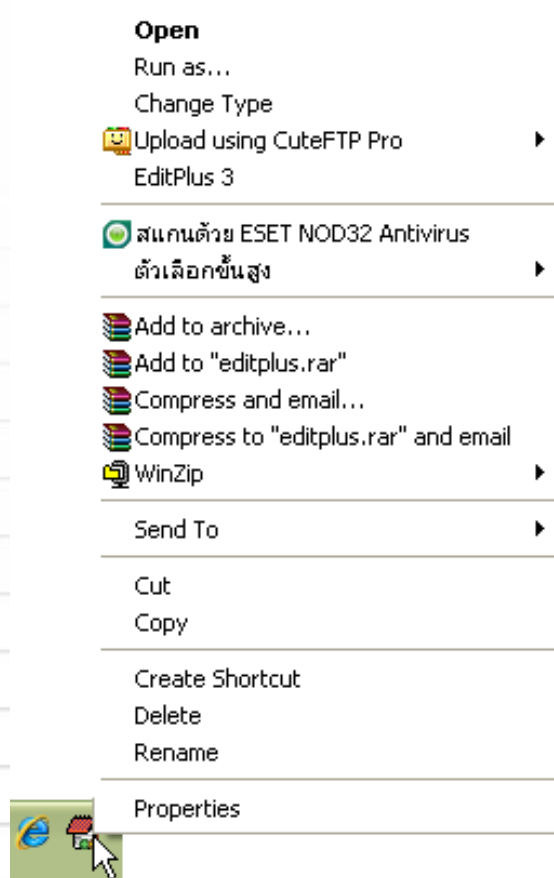 Open
Run as...
Change Type
Upload using CuteFTP Pro
EditPlus 3
สแกนด้วย ESET NOD32 Antivirus
ตัวเลือกขั้นสูง
Add to archive...
Add to "editplus.rar"
Compress and email...
Compress to "editplus.rar" and email
WinZip
Send To
Cut
Copy
Create Shortcut
Delete
Rename
Properties